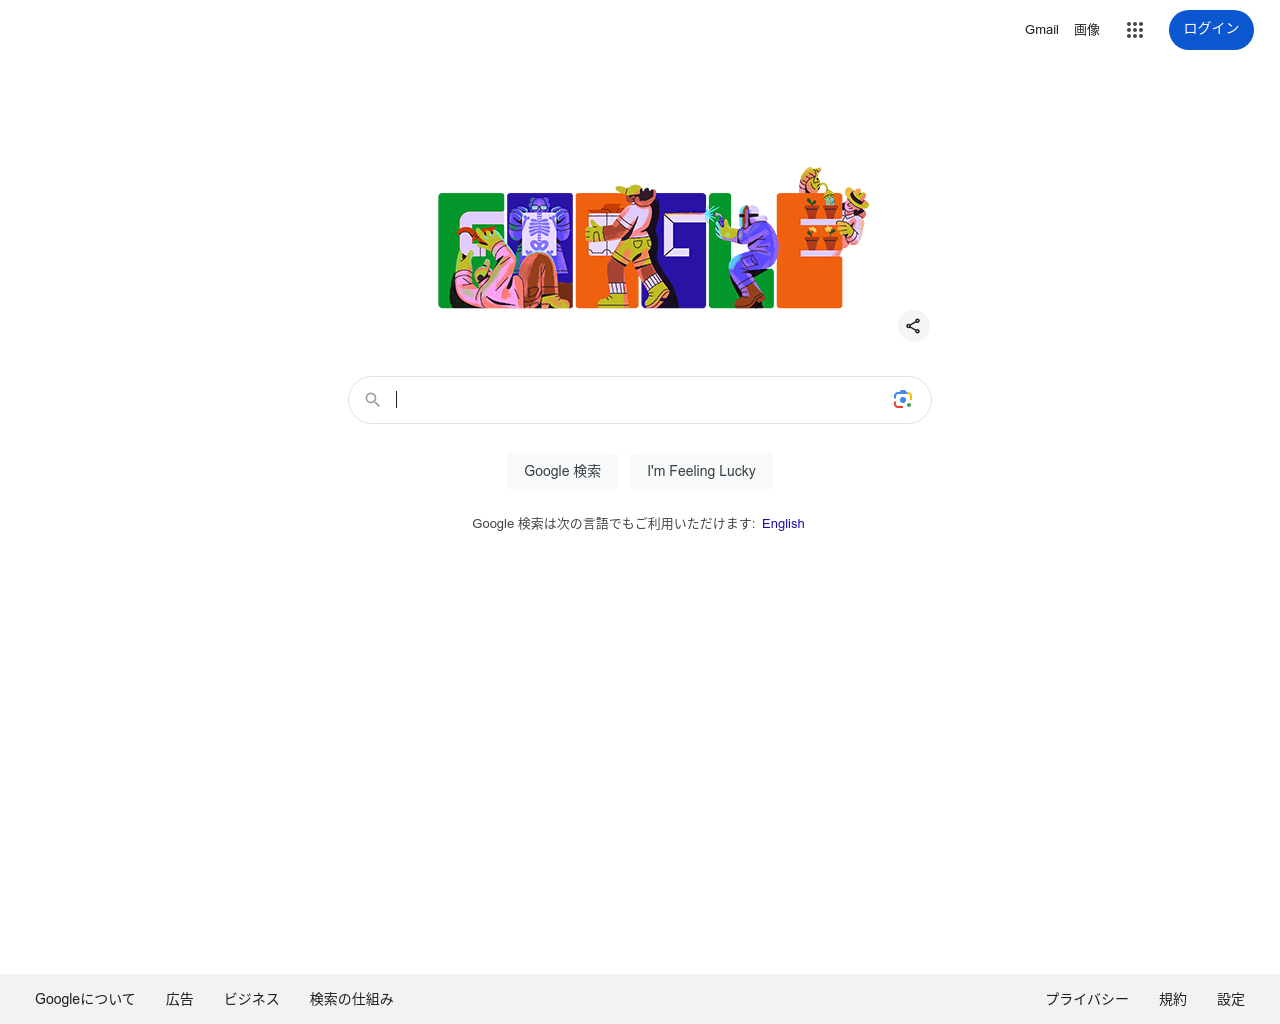 Gmail 画像 ログイン
Google 検索 I'm Feeling Lucky
Google 検索は次の言語でもご利用いただけます: English
Googleについて 広告 ビジネス 検索の仕組み プライバシー 規約 設定